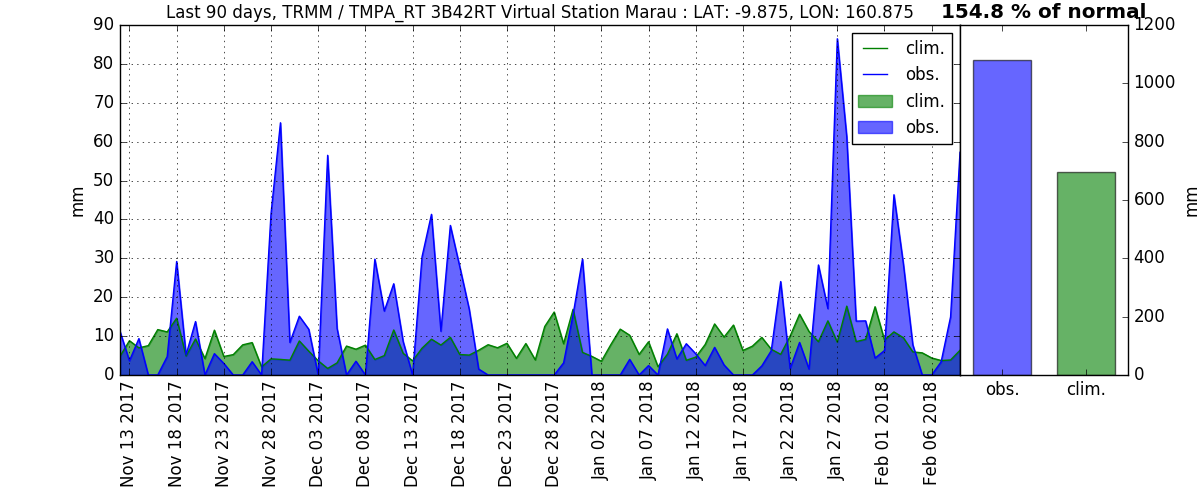 Last 90 days, TRMM / TMPA_RT 3B42RT Virtual Station Marau : LAT: -9.875, LON: 160.875
154.8 % of normal
90
80
70
60
50
40
30
20
10
0
mm
clim.
obs.
clim.
obs.
1200
1000
800
600
400
200
0
mm
obs.
clim.
Nov 13 2017
Nov 18 2017
Nov 23 2017
Nov 28 2017
Dec 03 2017
Dec 08 2017
Dec 13 2017
Dec 18 2017
Dec 23 2017
Dec 28 2017
Jan 02 2018
Jan 07 2018
Jan 12 2018
Jan 17 2018
Jan 22 2018
Jan 27 2018
Feb 01 2018
Feb 06 2018